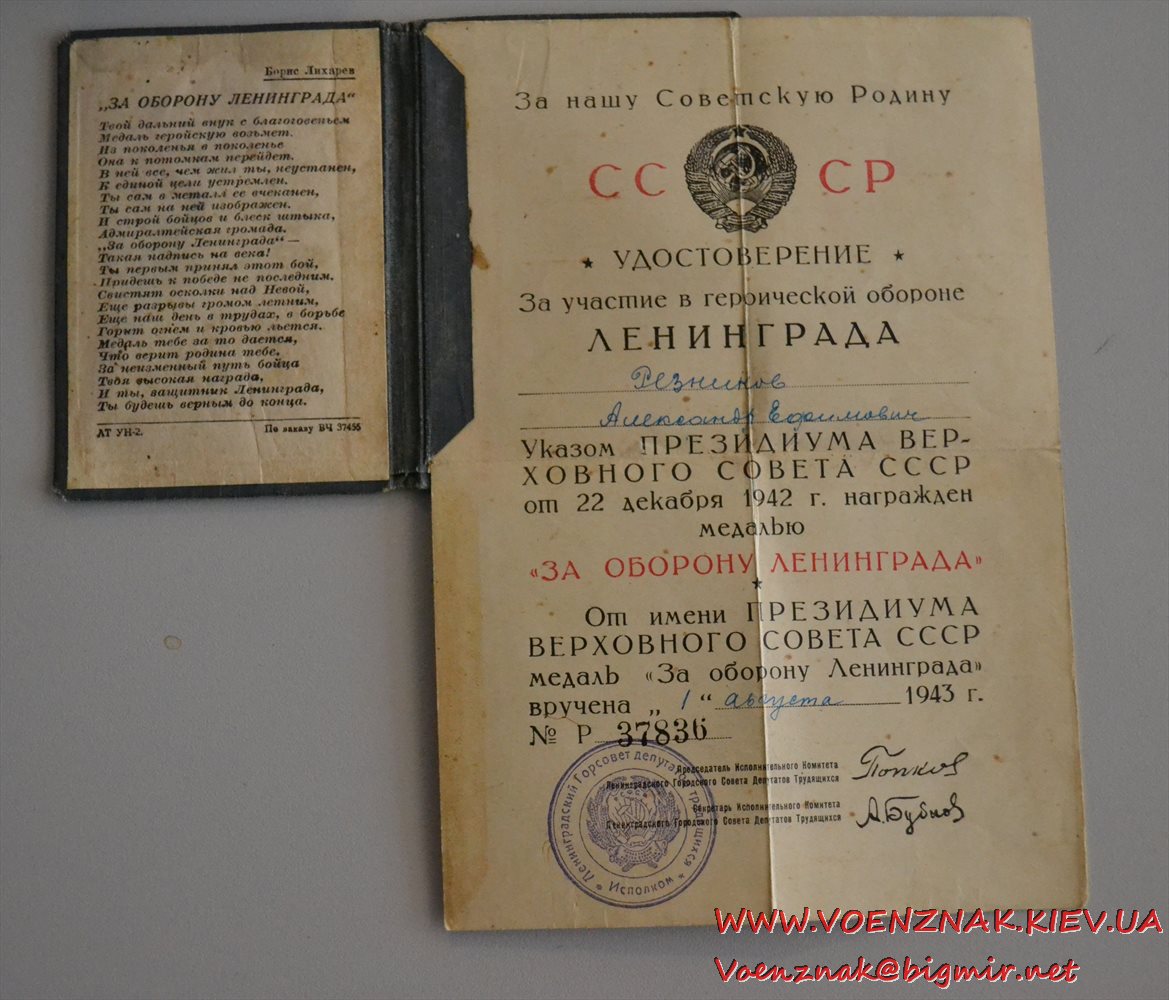 Борис Лихарев
„ЗА ОБОРОНУ ЛЕНИНГРАДА“
Твой дальний внук с благоговеньем
Медаль геройскую возьмет.
Из поколенья в поколенье
Она к потомкам перейдет.
В ней все, чем жил ты, неустанен,
К единой цели устремлен.
Ты сам в металл ее вчеканен,
Ты сам на ней изображен.
И строй бойцов и блеск штыка,
Адмиралтейская громада.
„За оборону Ленинграда“ —
Такая надпись на века!
Ты первым принял этот бой,
Придешь к победе не последним.
Свистят осколки над Невой,
Еще разрывы громом летним,
Еще наш день в трудах, в борьбе
Горит огнем и кровью льется.
Медаль тебе за то дается,
Что верит родина тебе.
За неизменный путь бойца
Твоя высокая награда,
И ты, защитник Ленинграда,
Ты будешь верным до конца.
АТ УН-2. По заказу ВЧ 37455
За нашу Советскую Родину
СС СР
★ УДОСТОВЕРЕНИЕ ★
За участие в героической обороне
ЛЕНИНГРАДА
Резников
Александр Ефимович
Указом ПРЕЗИДИУМА ВЕР-
ХОВНОГО СОВЕТА СССР
от 22 декабря 1942 г. награжден
медалью
«ЗА ОБОРОНУ ЛЕНИНГРАДА»
★
От имени ПРЕЗИДИУМА
ВЕРХОВНОГО СОВЕТА СССР
медаль «За оборону Ленинграда»
вручена „ 1 “ августа 1943 г.
№ Р 37836
Председатель Исполнительного Комитета
Ленинградского Городского Совета Депутатов Трудящихся
Попков
Секретарь Исполнительного Комитета
Ленинградского Городского Совета Депутатов Трудящихся
А.Бубнов
Ленинградский Горсовет депутатов трудящихся
★ Исполком ★
WWW.VOENZNAK.KIEV.UA
Voenznak@bigmir.net